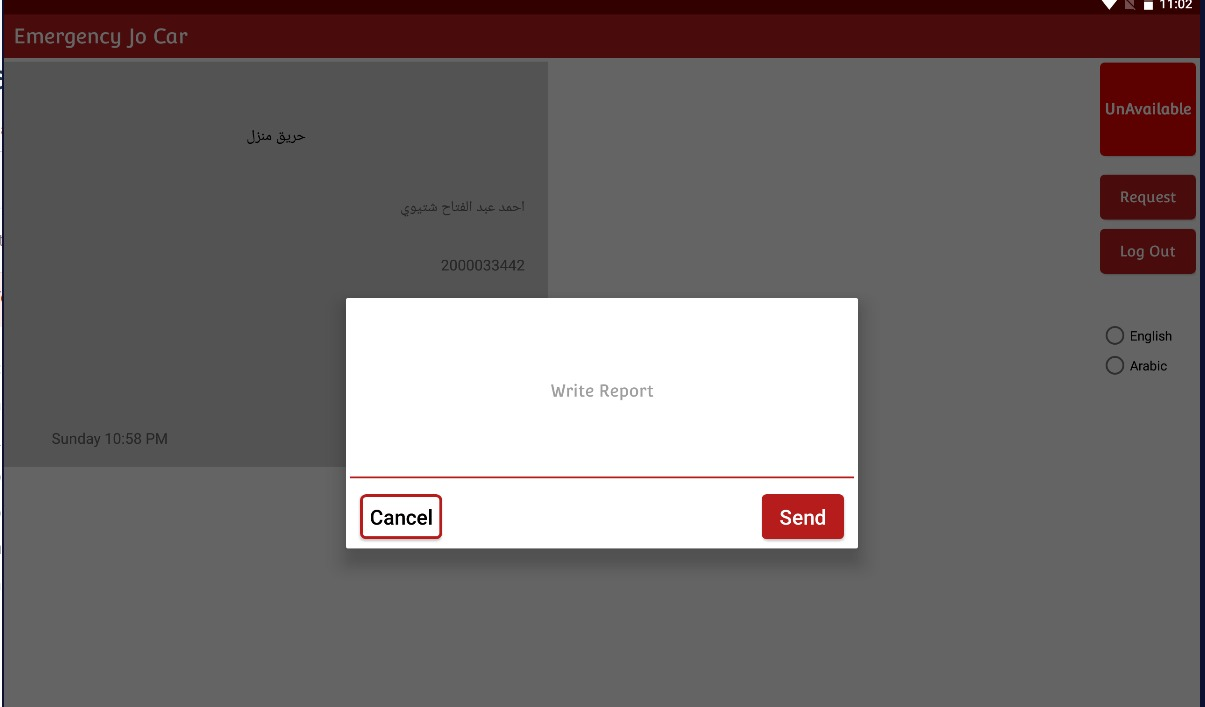 11:02
Emergency Jo Car
حريق منزل
احمد عبد الفتاح شتيوي
2000033442
Sunday 10:58 PM
UnAvailable
Request
Log Out
English
Arabic
Write Report
Cancel
Send